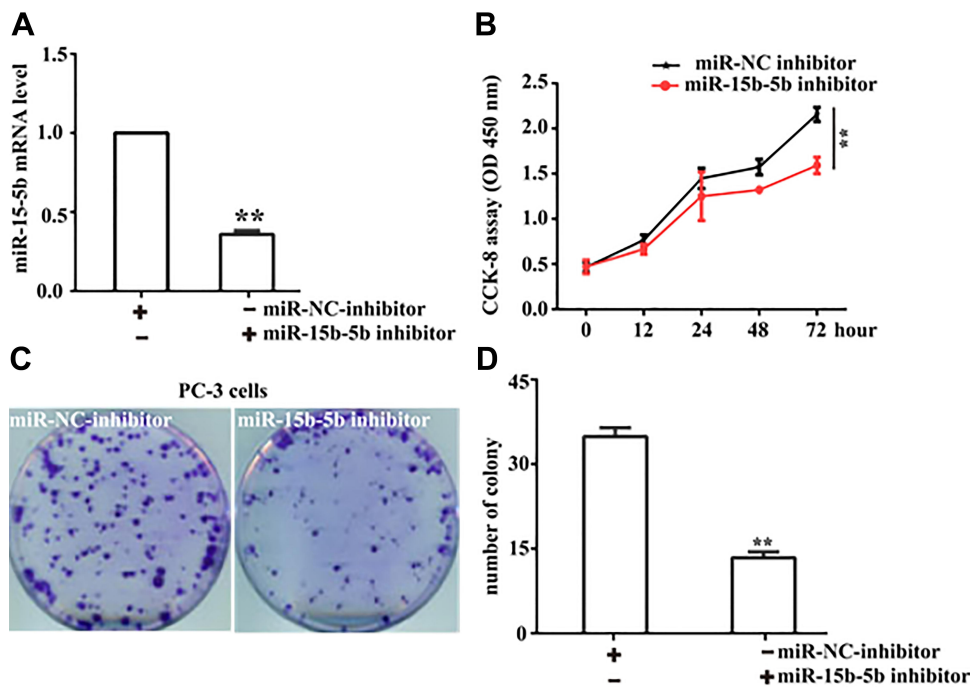 A
miR-15-5b mRNA level
1.5
1.0
0.5
0.0
**
+ − miR-NC-inhibitor
− + miR-15b-5b inhibitor
B
miR-NC inhibitor
miR-15b-5b inhibitor
CCK-8 assay (OD 450 nm)
2.5
2.0
1.5
1.0
0.5
0.0
**
0 12 24 48 72 hour
C
PC-3 cells
miR-NC-inhibitor
miR-15b-5b inhibitor
D
number of colony
45
30
15
0
**
+ − miR-NC-inhibitor
− + miR-15b-5b inhibitor